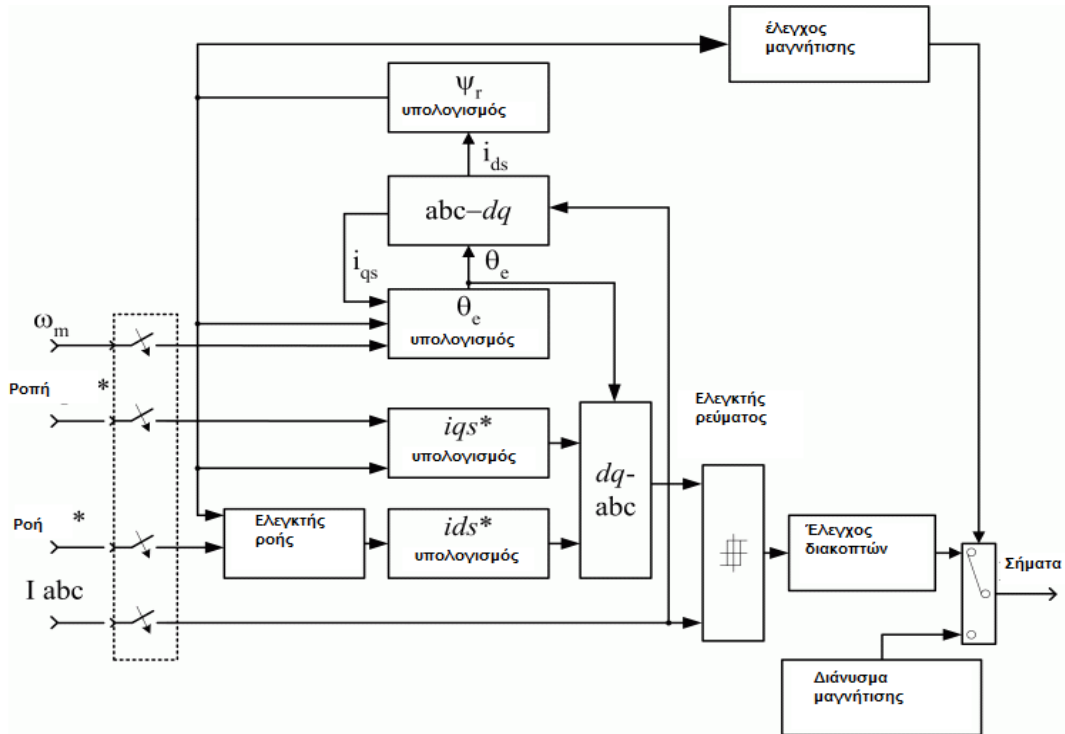 έλεγχος
μαγνήτισης
Ψr
υπολογισμός
ids
abc–dq
iqs
θe
θe
υπολογισμός
ωm
Ροπή *
iqs*
υπολογισμός
Ελεγκτής
ρεύματος
dq-
abc
Ροή *
Ελεγκτής
ροής
ids*
υπολογισμός
Έλεγχος
διακοπτών
Σήματα
I abc
Διάνυσμα
μαγνήτισης